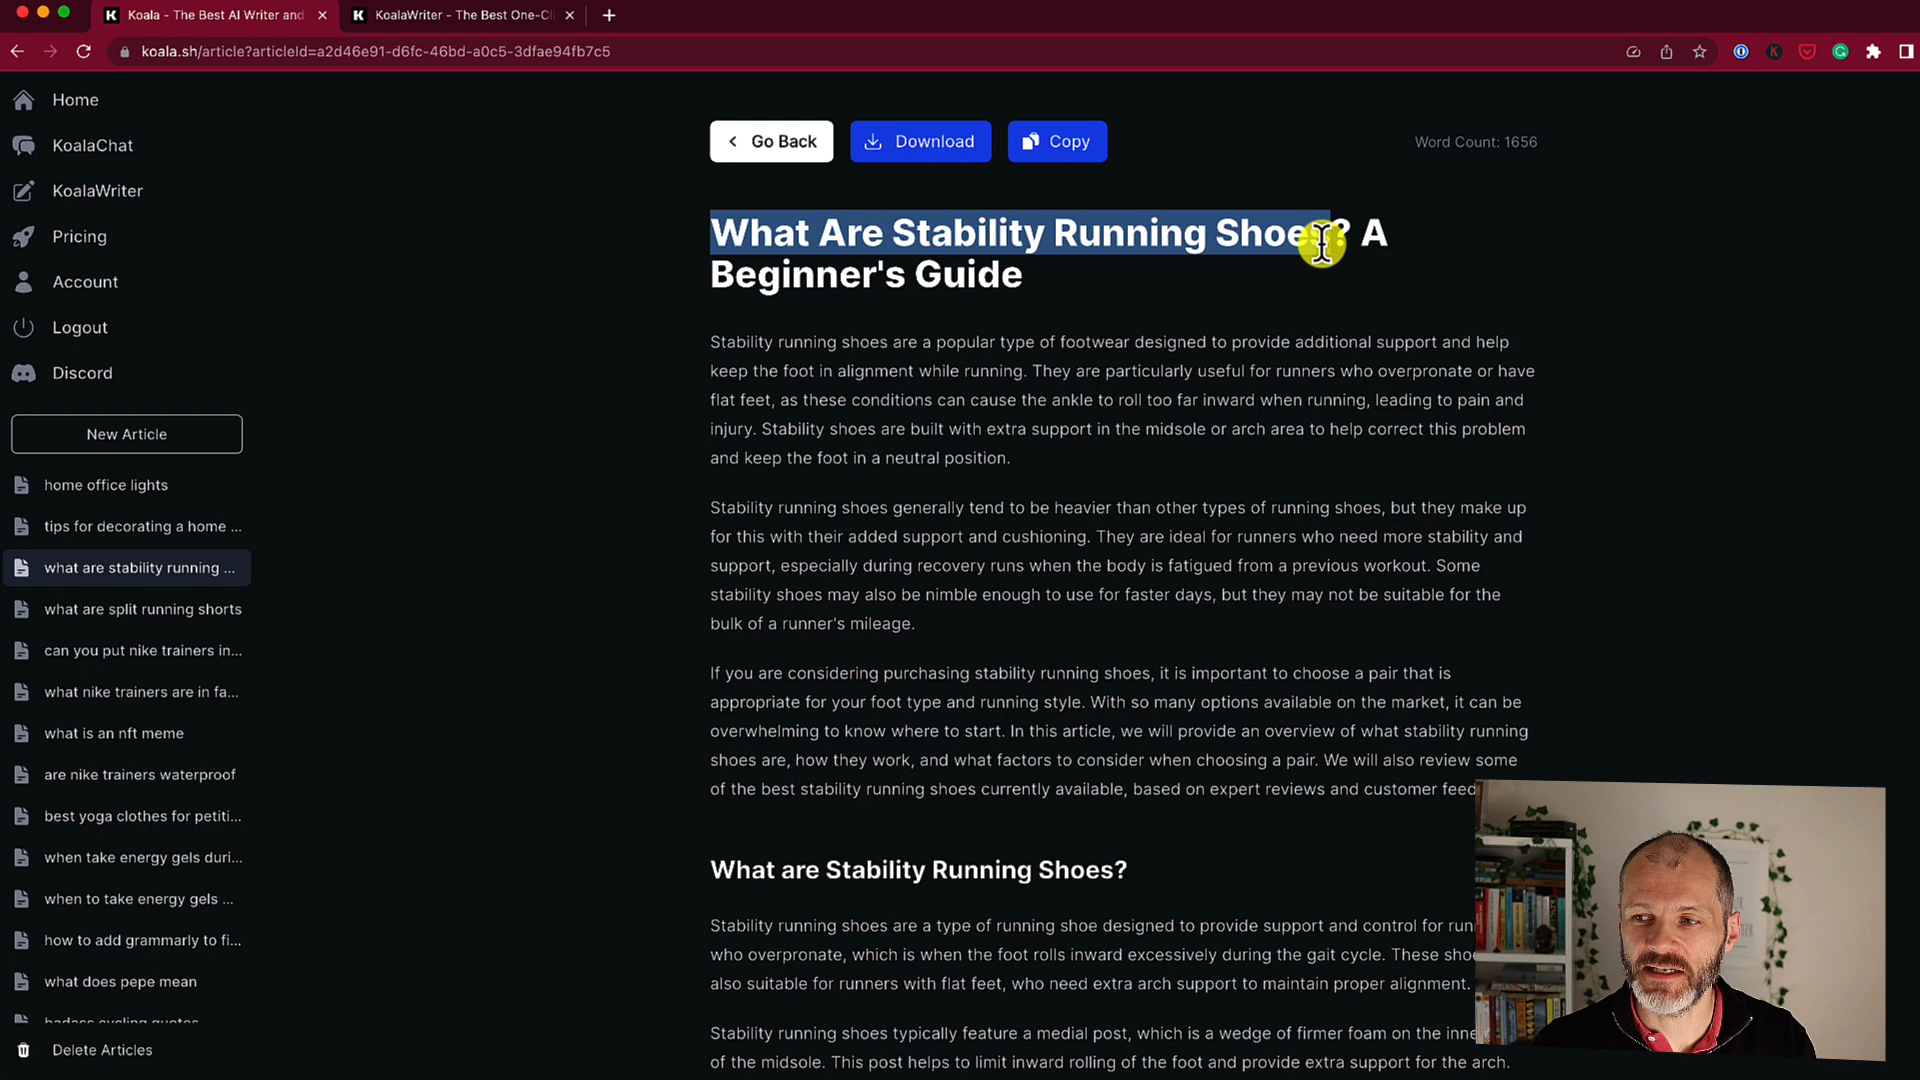 Koala - The Best AI Writer and
KoalaWriter - The Best One-Cl
koala.sh/article?articleId=a2d46e91-d6fc-46bd-a0c5-3dfae94fb7c5
Home
KoalaChat
KoalaWriter
Pricing
Account
Logout
Discord
New Article
home office lights
tips for decorating a home ...
what are stability running ...
what are split running shorts
can you put nike trainers in...
what nike trainers are in fa...
what is an nft meme
are nike trainers waterproof
best yoga clothes for petiti...
when take energy gels duri...
when to take energy gels ...
how to add grammarly to fi...
what does pepe mean
badass cycling quotes
Delete Articles
Go Back
Download
Copy
Word Count: 1656
What Are Stability Running Shoes? A
Beginner's Guide
Stability running shoes are a popular type of footwear designed to provide additional support and help
keep the foot in alignment while running. They are particularly useful for runners who overpronate or have
flat feet, as these conditions can cause the ankle to roll too far inward when running, leading to pain and
injury. Stability shoes are built with extra support in the midsole or arch area to help correct this problem
and keep the foot in a neutral position.
Stability running shoes generally tend to be heavier than other types of running shoes, but they make up
for this with their added support and cushioning. They are ideal for runners who need more stability and
support, especially during recovery runs when the body is fatigued from a previous workout. Some
stability shoes may also be nimble enough to use for faster days, but they may not be suitable for the
bulk of a runner's mileage.
If you are considering purchasing stability running shoes, it is important to choose a pair that is
appropriate for your foot type and running style. With so many options available on the market, it can be
overwhelming to know where to start. In this article, we will provide an overview of what stability running
shoes are, how they work, and what factors to consider when choosing a pair. We will also review some
of the best stability running shoes currently available, based on expert reviews and customer feed
What are Stability Running Shoes?
Stability running shoes are a type of running shoe designed to provide support and control for run
who overpronate, which is when the foot rolls inward excessively during the gait cycle. These shoe
also suitable for runners with flat feet, who need extra arch support to maintain proper alignment.
Stability running shoes typically feature a medial post, which is a wedge of firmer foam on the inne
of the midsole. This post helps to limit inward rolling of the foot and provide extra support for the arch.